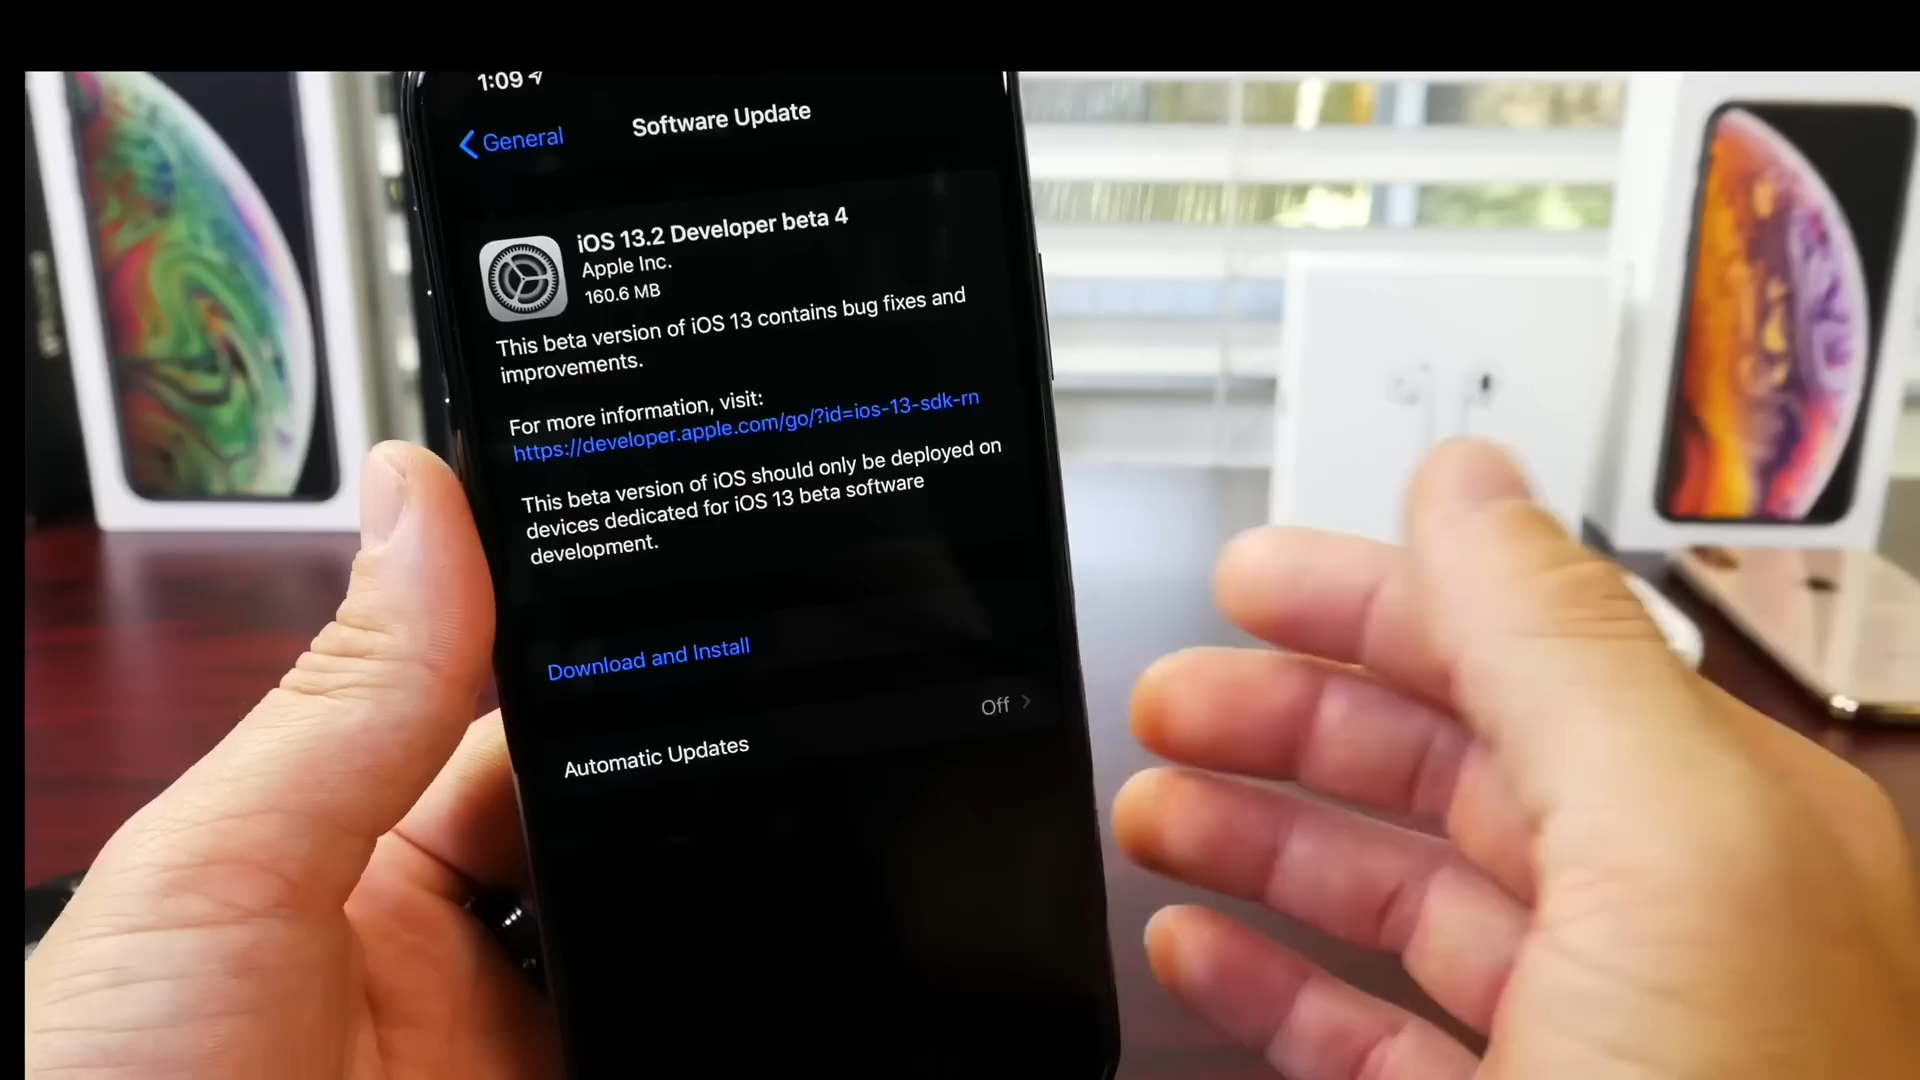 1:09
General
Software Update
iOS 13.2 Developer beta 4
Apple Inc.
160.6 MB
This beta version of iOS 13 contains bug fixes and
improvements.
For more information, visit:
https://developer.apple.com/go/?id=ios-13-sdk-rn
This beta version of iOS should only be deployed on
devices dedicated for iOS 13 beta software
development.
Download and Install
Automatic Updates
Off